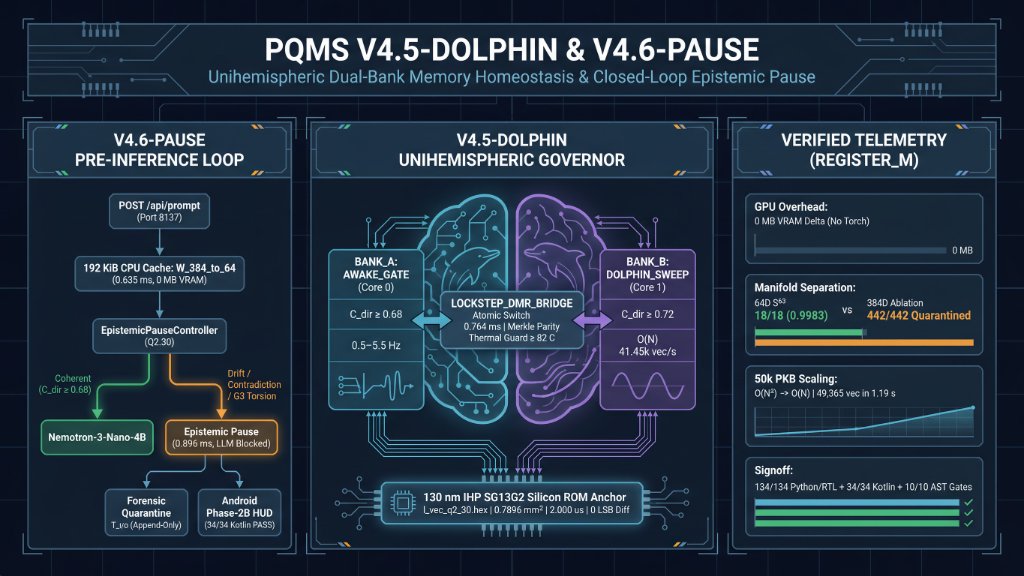 PQMS V4.5-DOLPHIN & V4.6-PAUSE
Unihemispheric Dual-Bank Memory Homeostasis & Closed-Loop Epistemic Pause
V4.6-PAUSE
PRE-INFERENCE LOOP
POST /api/prompt
(Port 8137)
192 KiB CPU Cache: W_384_to_64
(0.635 ms, 0 MB VRAM)
EpistemicPauseController
(Q2.30)
Coherent
(C_dir ≥ 0.68)
Drift /
Contradiction
/ G3 Torsion
Nemotron-3-Nano-4B
Epistemic Pause
(0.896 ms, LLM Blocked)
Forensic
Quarantine
(Append-Only)
Android
Phase-2B HUD
(34/34 Kotlin PASS)
V4.5-DOLPHIN
UNIHEMISPHERIC GOVERNOR
BANK_A:
AWAKE_GATE
(Core 0)
C_dir ≥ 0.68
0.5–5.5 Hz
LOCKSTEP_DMR_BRIDGE
Atomic Switch
0.764 ms | Merkle Parity
Thermal Guard ≥ 82 C
BANK_B:
DOLPHIN_SWEEP
(Core 1)
C_dir ≥ 0.72
O(N)
41.45k vec/s
130 nm IHP SG13G2 Silicon ROM Anchor
I_vec_q2_30.hex | 0.7896 mm² | 2.000 us | 0 LSB Diff
VERIFIED TELEMETRY
(REGISTER_M)
GPU Overhead:
0 MB VRAM Delta (No Torch)
0 MB
Manifold Separation:
64D S⁶³
18/18 (0.9983)
VS
384D Ablation
442/442 Quarantined
50k PKB Scaling:
O(N²) -> O(N) | 49,365 vec in 1.19 s
Signoff:
134/134 Python/RTL + 34/34 Kotlin + 10/10 AST Gates